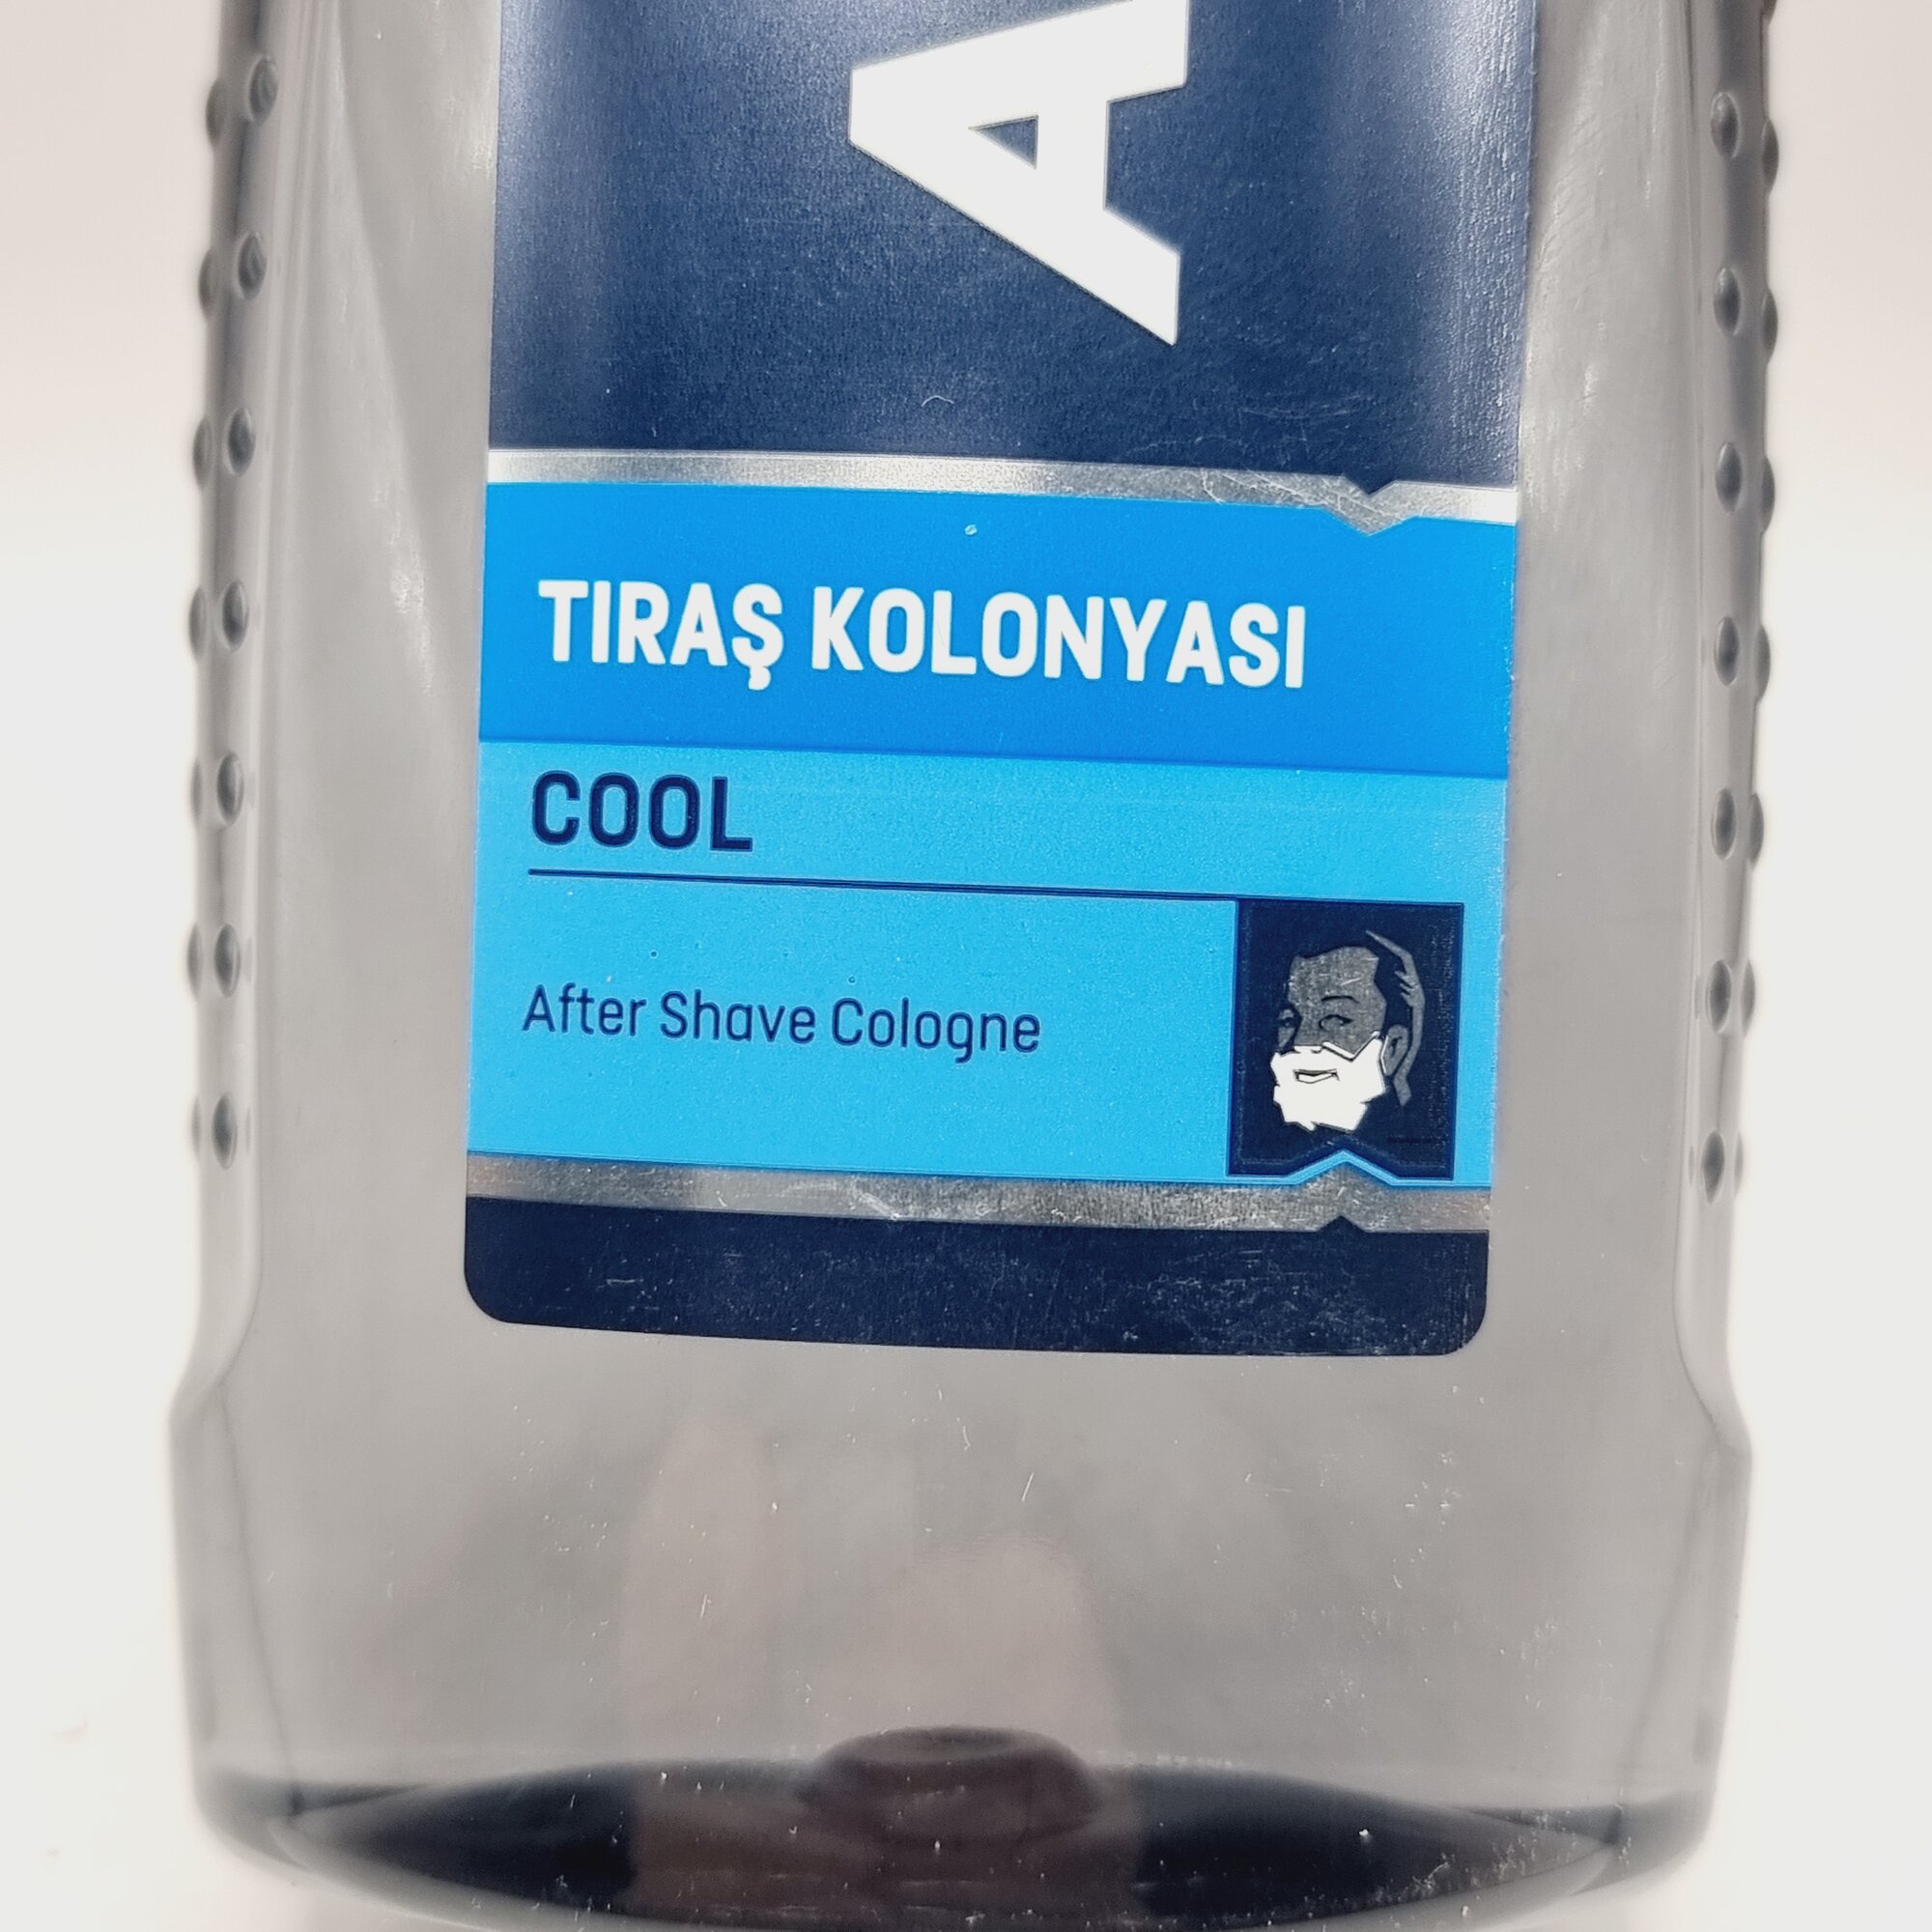 A
TIRAŞ KOLONYASI
COOL
After Shave Cologne